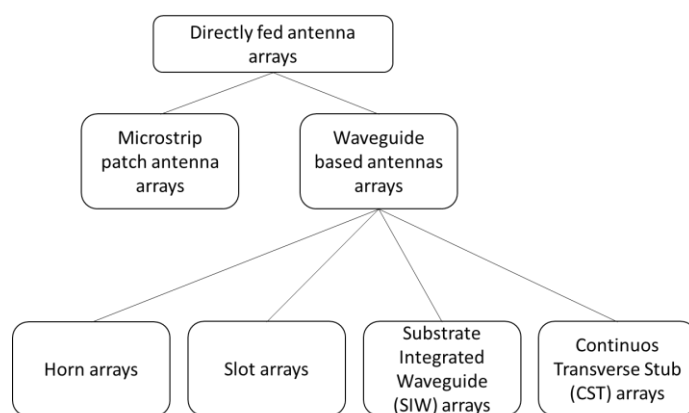 Directly fed antenna
arrays
Microstrip
patch antenna
arrays
Waveguide
based antennas
arrays
Horn arrays
Slot arrays
Substrate
Integrated
Waveguide
(SIW) arrays
Continuos
Transverse Stub
(CST) arrays